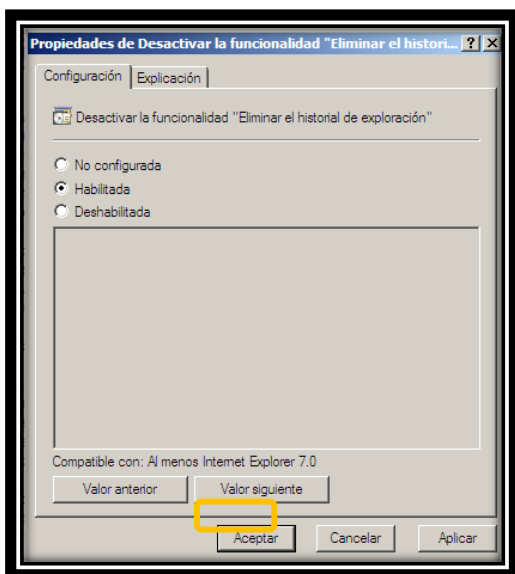 Propiedades de Desactivar la funcionalidad "Eliminar el histori... ? X
Configuración Explicación
Desactivar la funcionalidad "Eliminar el historial de exploración"
No configurada
Habilitada
Deshabilitada
Compatible con: Al menos Internet Explorer 7.0
Valor anterior Valor siguiente
Aceptar Cancelar Aplicar